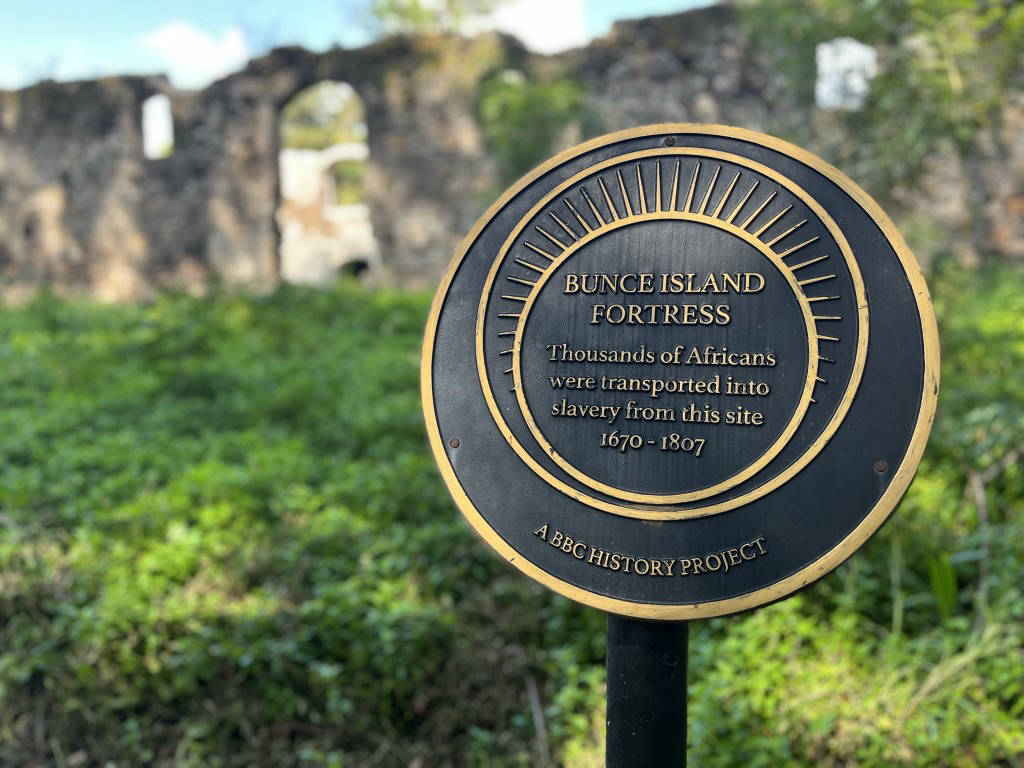 BUNCE ISLAND
FORTRESS
Thousands of Africans
were transported into
slavery from this site
1670 - 1807
A BBC HISTORY PROJECT